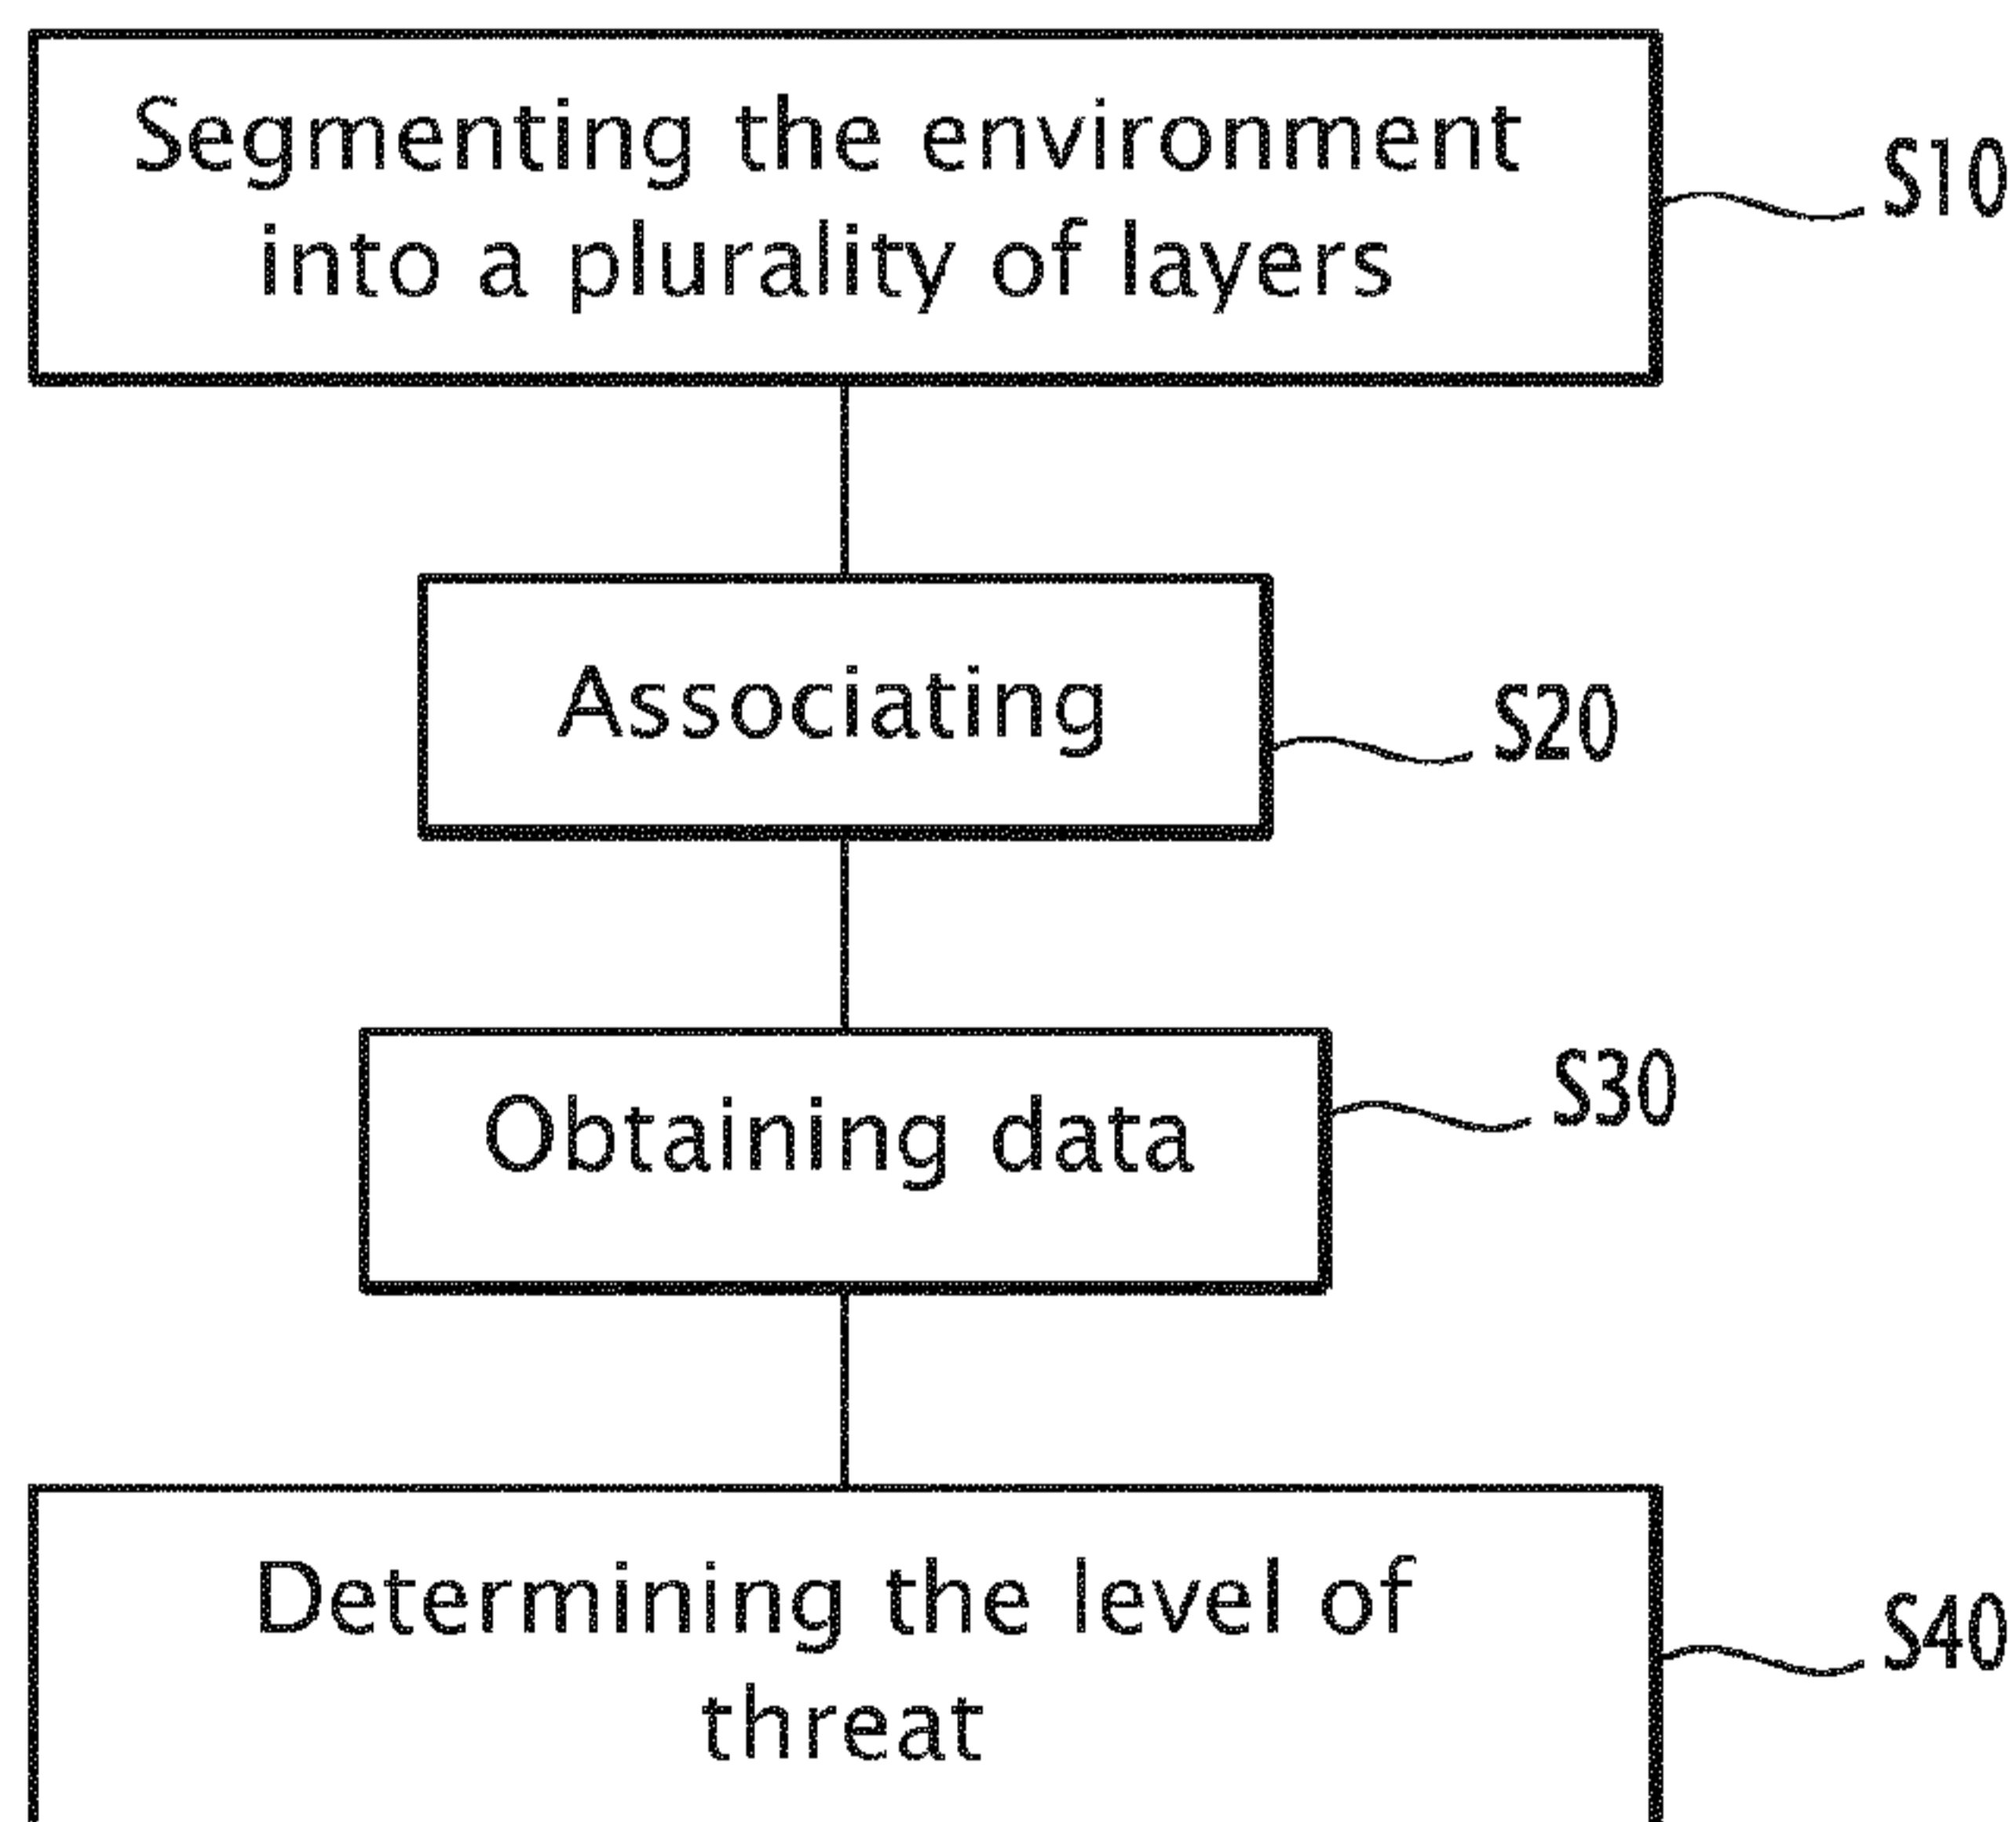 Segmenting the environment
into a plurality of layers
S10
Associating
S20
Obtaining data
S30
Determining the level of
threat
S40